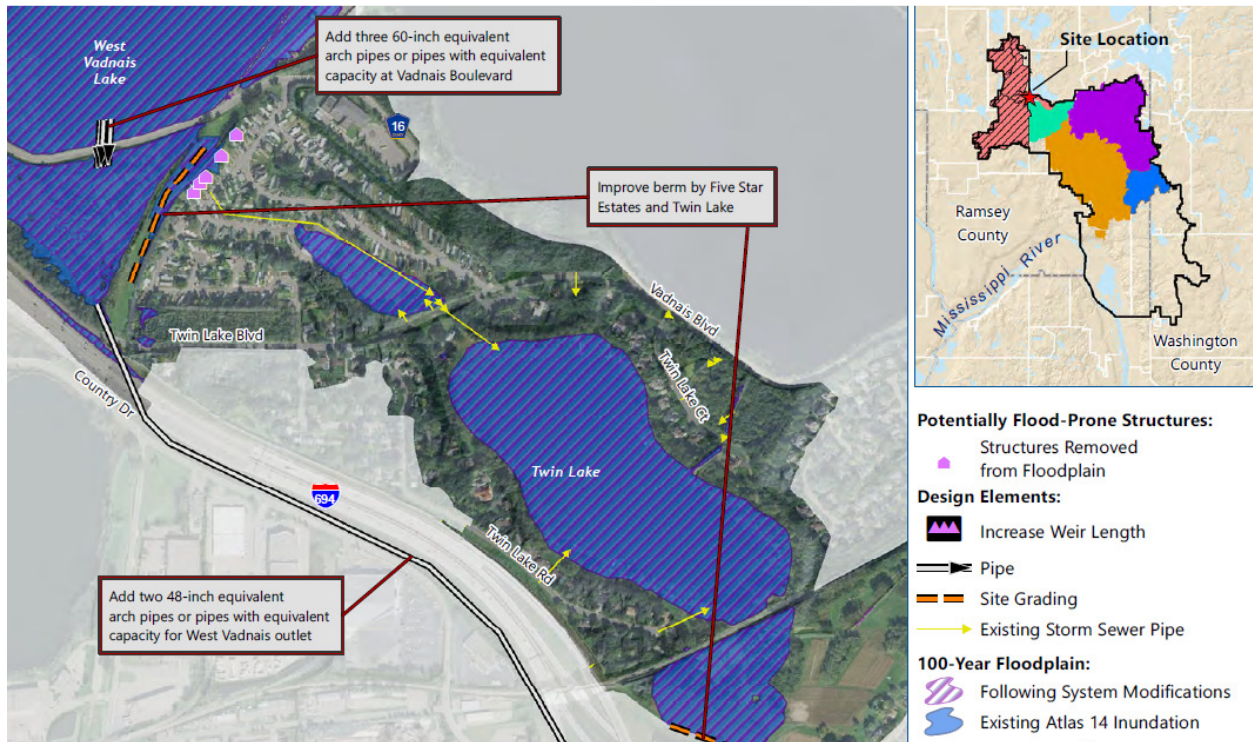 West
Vadnais
Lake
Add three 60-inch equivalent
arch pipes or pipes with equivalent
capacity at Vadnais Boulevard
16
Improve berm by Five Star
Estates and Twin Lake
Vadnais Blvd
Twin Lake Blvd
Twin Lake Ct
Country Dr
Twin Lake
694
Twin Lake Rd
Add two 48-inch equivalent
arch pipes or pipes with equivalent
capacity for West Vadnais outlet
Site Location
Ramsey
County
Mississippi River
Washington
County
Potentially Flood-Prone Structures:
Structures Removed
from Floodplain
Design Elements:
Increase Weir Length
Pipe
Site Grading
Existing Storm Sewer Pipe
100-Year Floodplain:
Following System Modifications
Existing Atlas 14 Inundation